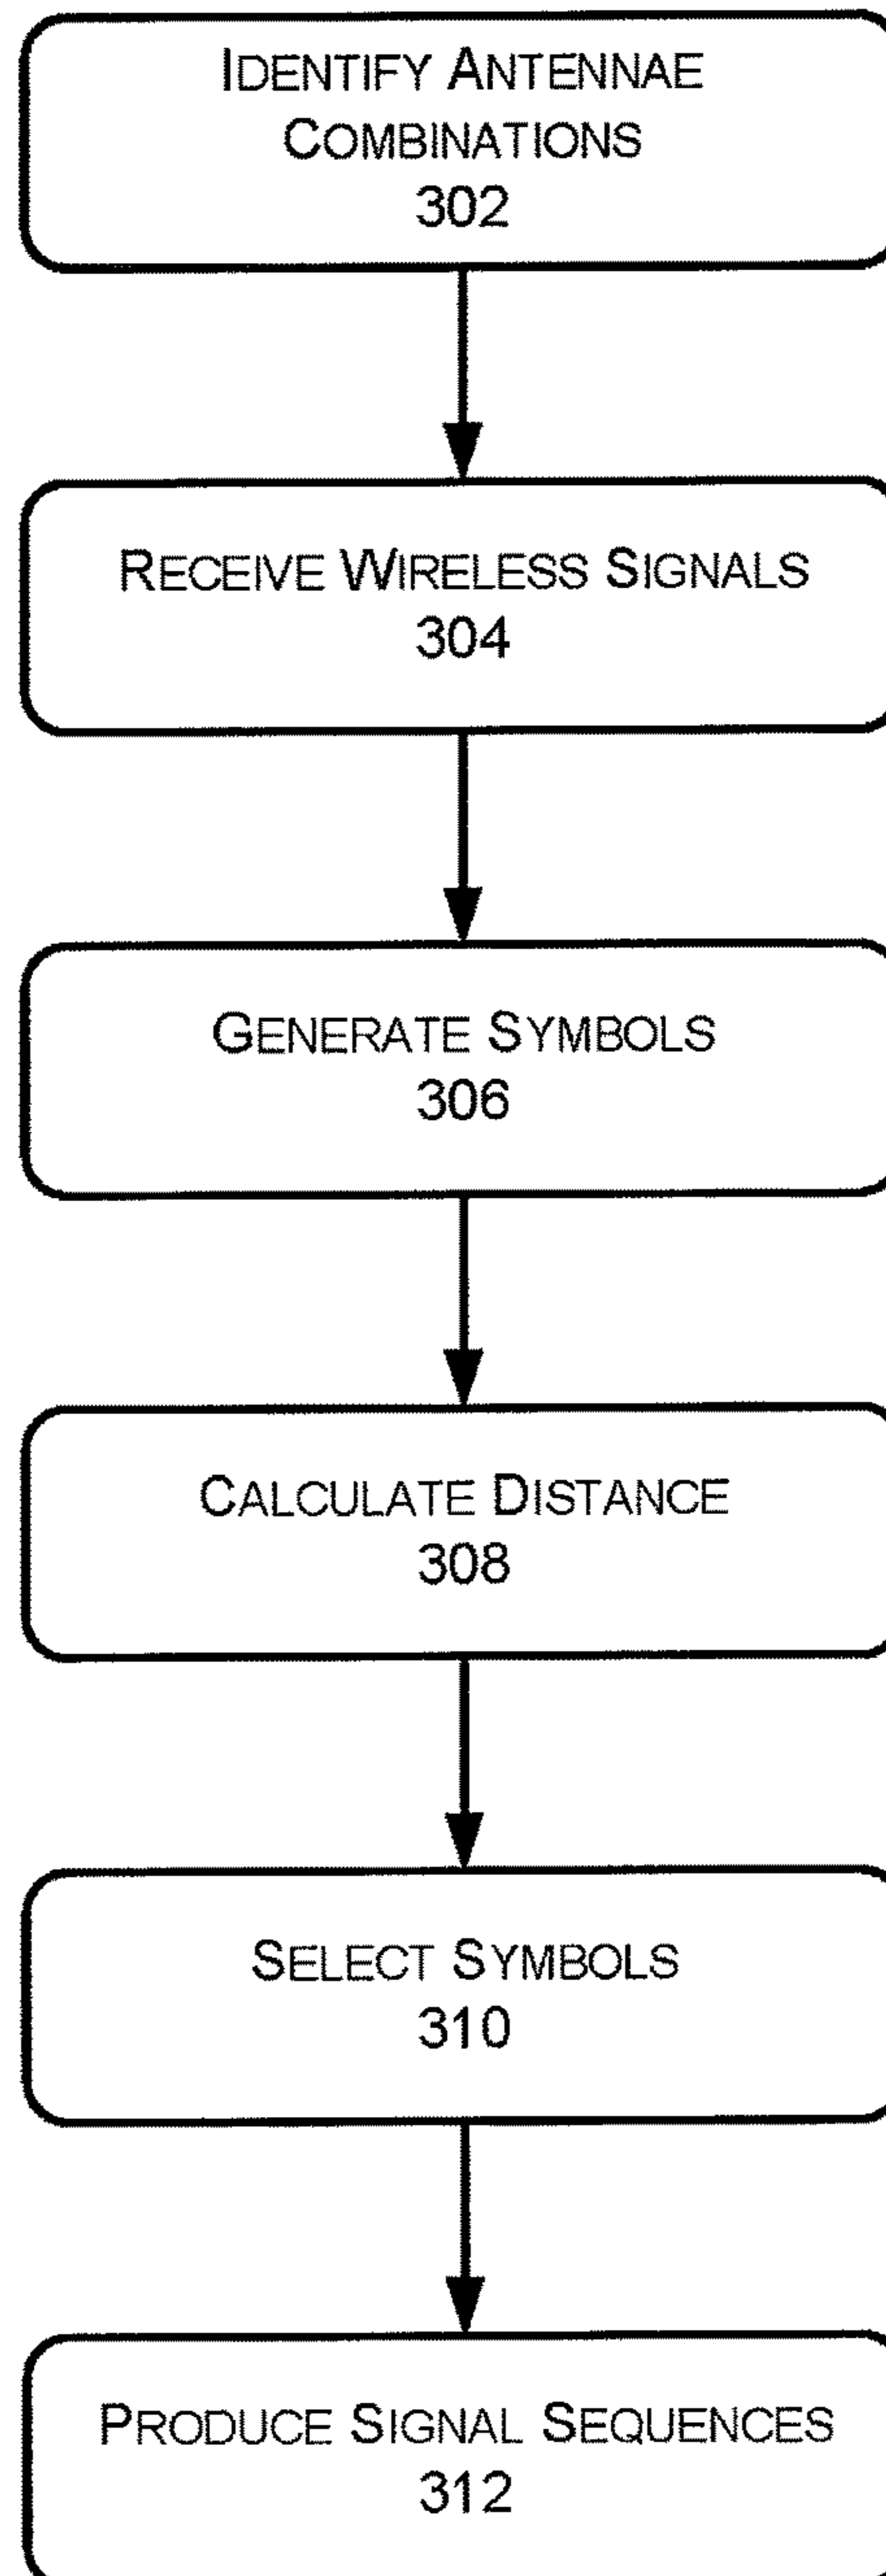 IDENTIFY ANTENNAE
COMBINATIONS
302
RECEIVE WIRELESS SIGNALS
304
GENERATE SYMBOLS
306
CALCULATE DISTANCE
308
SELECT SYMBOLS
310
PRODUCE SIGNAL SEQUENCES
312